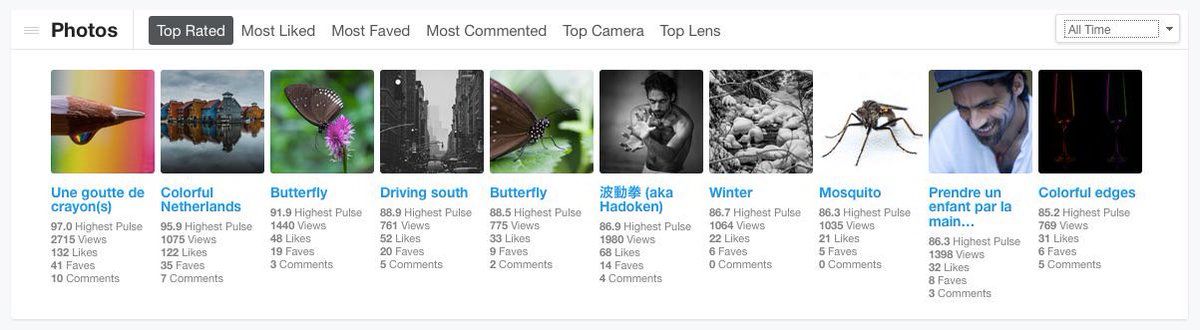 Photos
Top Rated
Most Liked
Most Faved
Most Commented
Top Camera
Top Lens
All Time
Une goutte de
crayon(s)
97.0 Highest Pulse
2715 Views
132 Likes
41 Faves
10 Comments
Colorful
Netherlands
95.9 Highest Pulse
1075 Views
122 Likes
35 Faves
7 Comments
Butterfly
91.9 Highest Pulse
1440 Views
48 Likes
19 Faves
3 Comments
Driving south
88.9 Highest Pulse
761 Views
52 Likes
20 Faves
5 Comments
Butterfly
88.5 Highest Pulse
775 Views
33 Likes
9 Faves
2 Comments
波動拳 (aka
Hadoken)
86.9 Highest Pulse
1980 Views
68 Likes
14 Faves
4 Comments
Winter
86.7 Highest Pulse
1064 Views
22 Likes
6 Faves
0 Comments
Mosquito
86.3 Highest Pulse
1035 Views
21 Likes
5 Faves
0 Comments
Prendre un
enfant par la
main...
86.3 Highest Pulse
1398 Views
32 Likes
8 Faves
3 Comments
Colorful edges
85.2 Highest Pulse
769 Views
31 Likes
6 Faves
5 Comments